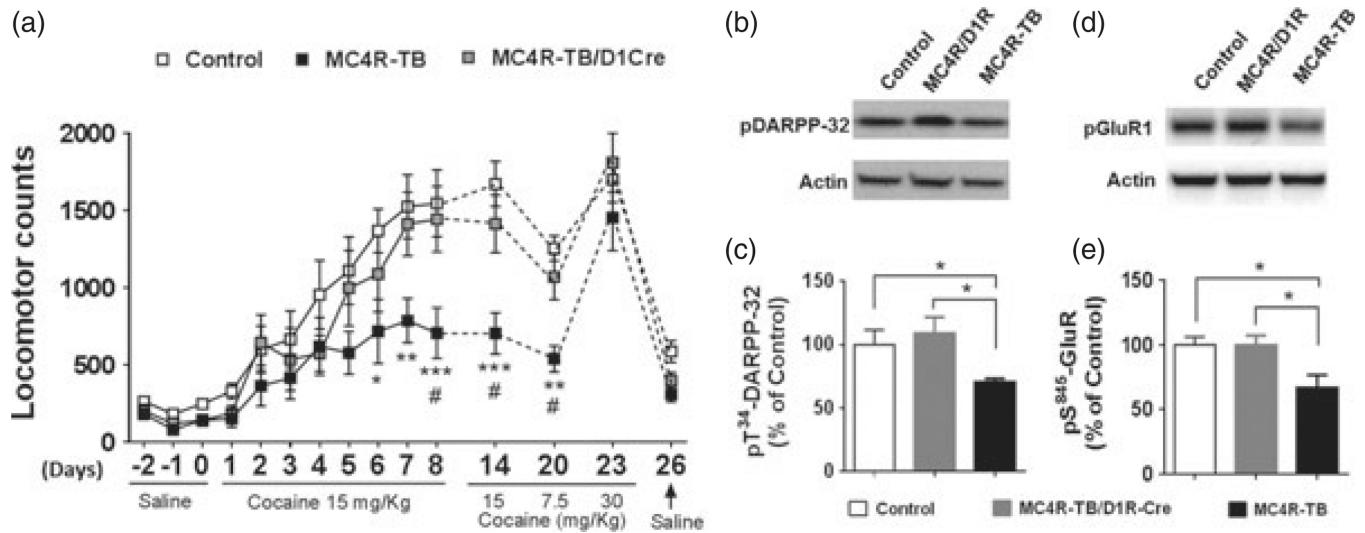 (a)
Control MC4R-TB MC4R-TB/D1Cre
Locomotor counts
2000
1500
1000
500
0
(Days) -2 -1 0 1 2 3 4 5 6 7 8 14 20 23 26
* ** *** *** **
# # #
Saline Cocaine 15 mg/Kg 15 7.5 30
Cocaine (mg/Kg) Saline
(b)
Control MC4R/D1R MC4R-TB
pDARPP-32
Actin
(c)
pT34-DARPP-32
(% of Control)
150
100
50
0
*
*
(d)
Control MC4R/D1R MC4R-TB
pGluR1
Actin
(e)
pS845-GluR
(% of Control)
150
100
50
0
*
*
Control MC4R-TB/D1R-Cre MC4R-TB